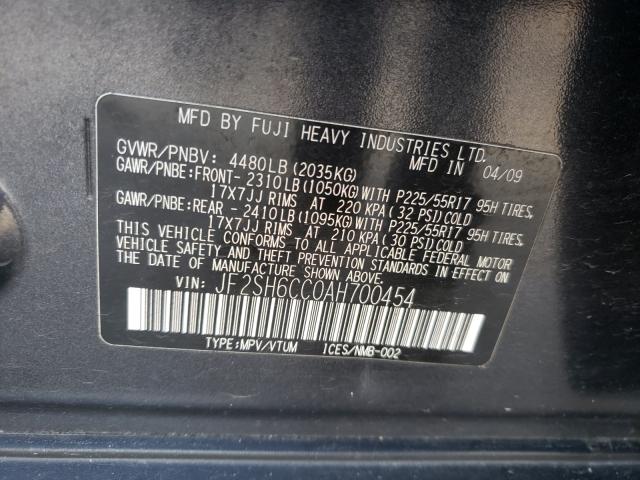 MFD BY FUJI HEAVY INDUSTRIES LTD.
GVWR/PNBV: 4480LB (2035KG) MFD IN 04/09
GAWR/PNBE:FRONT-2310LB (1050KG) WITH P225/55R17 95H TIRES,
17X7JJ RIMS AT 220 KPA (32 PSI) COLD
GAWR/PNBE:REAR -2410LB (1095KG) WITH P225/55R17 95H TIRES,
17X7JJ RIMS AT 210 KPA (30 PSI) COLD
THIS VEHICLE CONFORMS TO ALL APPLICABLE FEDERAL MOTOR
VEHICLE SAFETY AND THEFT PREVENTION STANDARDS IN EFFECT
ON THE DATE OF MANUFACTURE SHOWN ABOVE.
VIN: JF2SH6CC0AH700454
TYPE:MPV/VTUM ICES/NMB-002